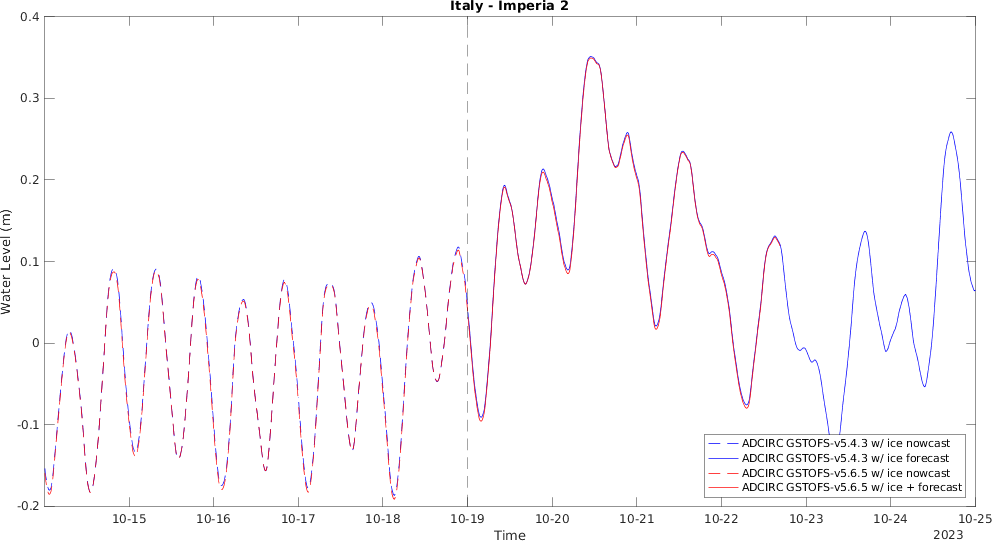 Italy - Imperia 2
0.4
0.3
0.2
0.1
0
-0.1
-0.2
Water Level (m)
10-15
10-16
10-17
10-18
10-19
10-20
10-21
10-22
10-23
10-24
10-25
Time
2023
ADCIRC GSTOFS-v5.4.3 w/ ice nowcast
ADCIRC GSTOFS-v5.4.3 w/ ice forecast
ADCIRC GSTOFS-v5.6.5 w/ ice nowcast
ADCIRC GSTOFS-v5.6.5 w/ ice + forecast